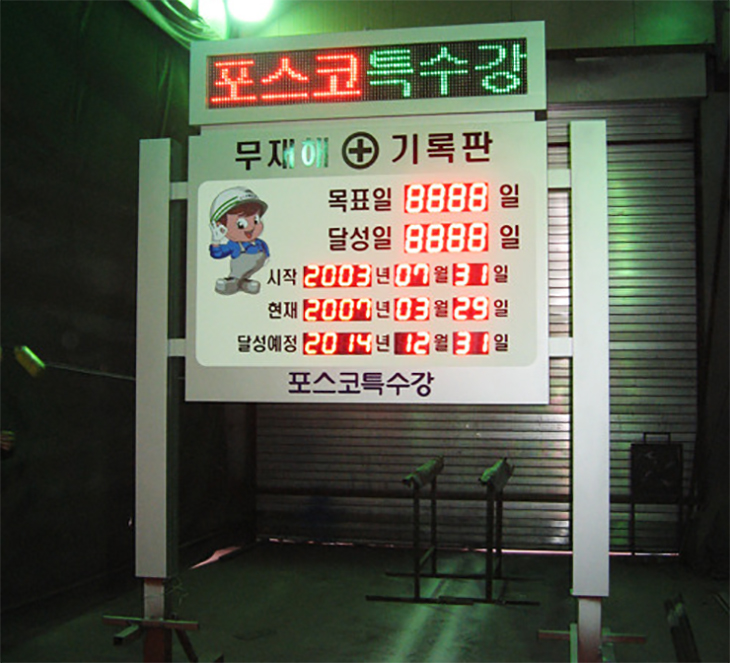 포스코특수강
무재해 기록판
목표일 8888 일
달성일 8888 일
시작 2003 년 07 월 31 일
현재 2007 년 03 월 29 일
달성예정 2014 년 12 월 31 일
포스코특수강